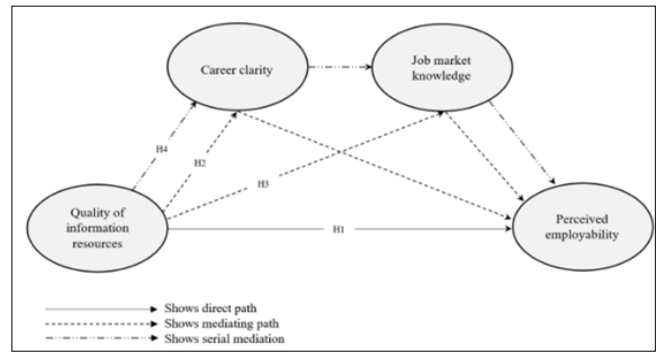 Career clarity
Job market
knowledge
H4
H2
H3
Quality of
information
resources
H1
Perceived
employability
Shows direct path
Shows mediating path
Shows serial mediation